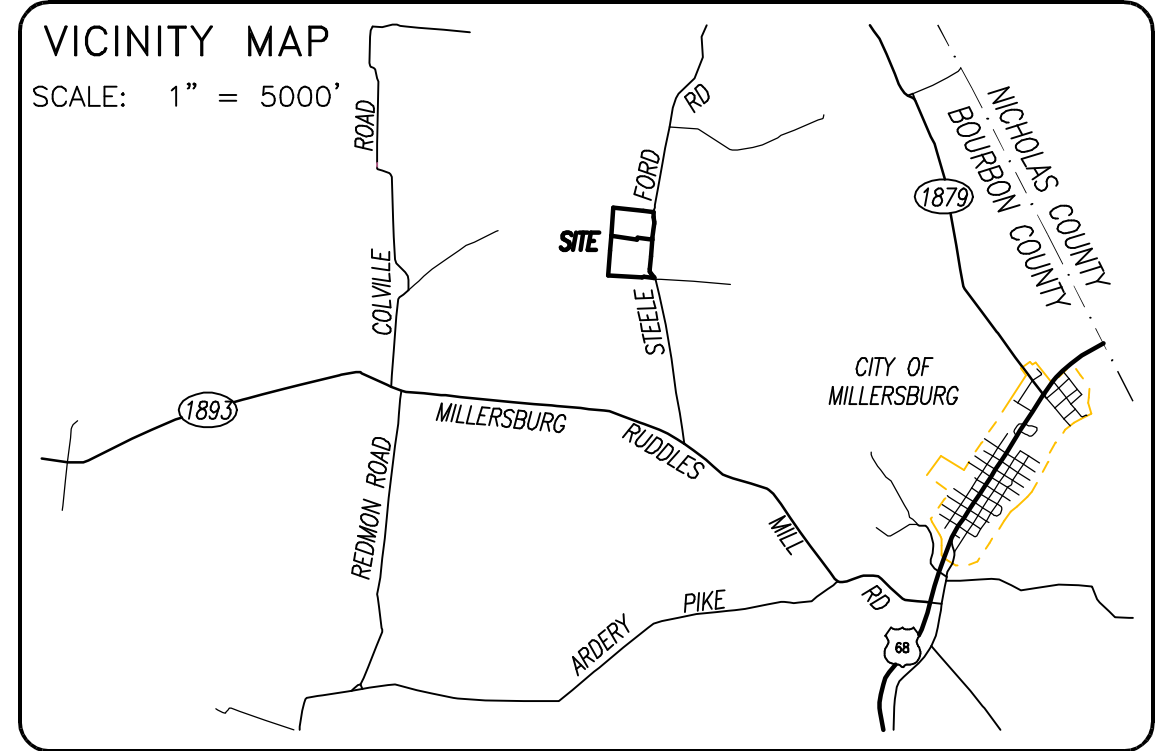 VICINITY MAP
SCALE: 1" = 5000'
ROAD
COLVILLE
RD
FORD
STEELE
SITE
1879
NICHOLAS COUNTY
BOURBON COUNTY
CITY OF
MILLERSBURG
1893
MILLERSBURG
RUDDLES
MILL
RD
REDMON ROAD
ARDERY
PIKE
68